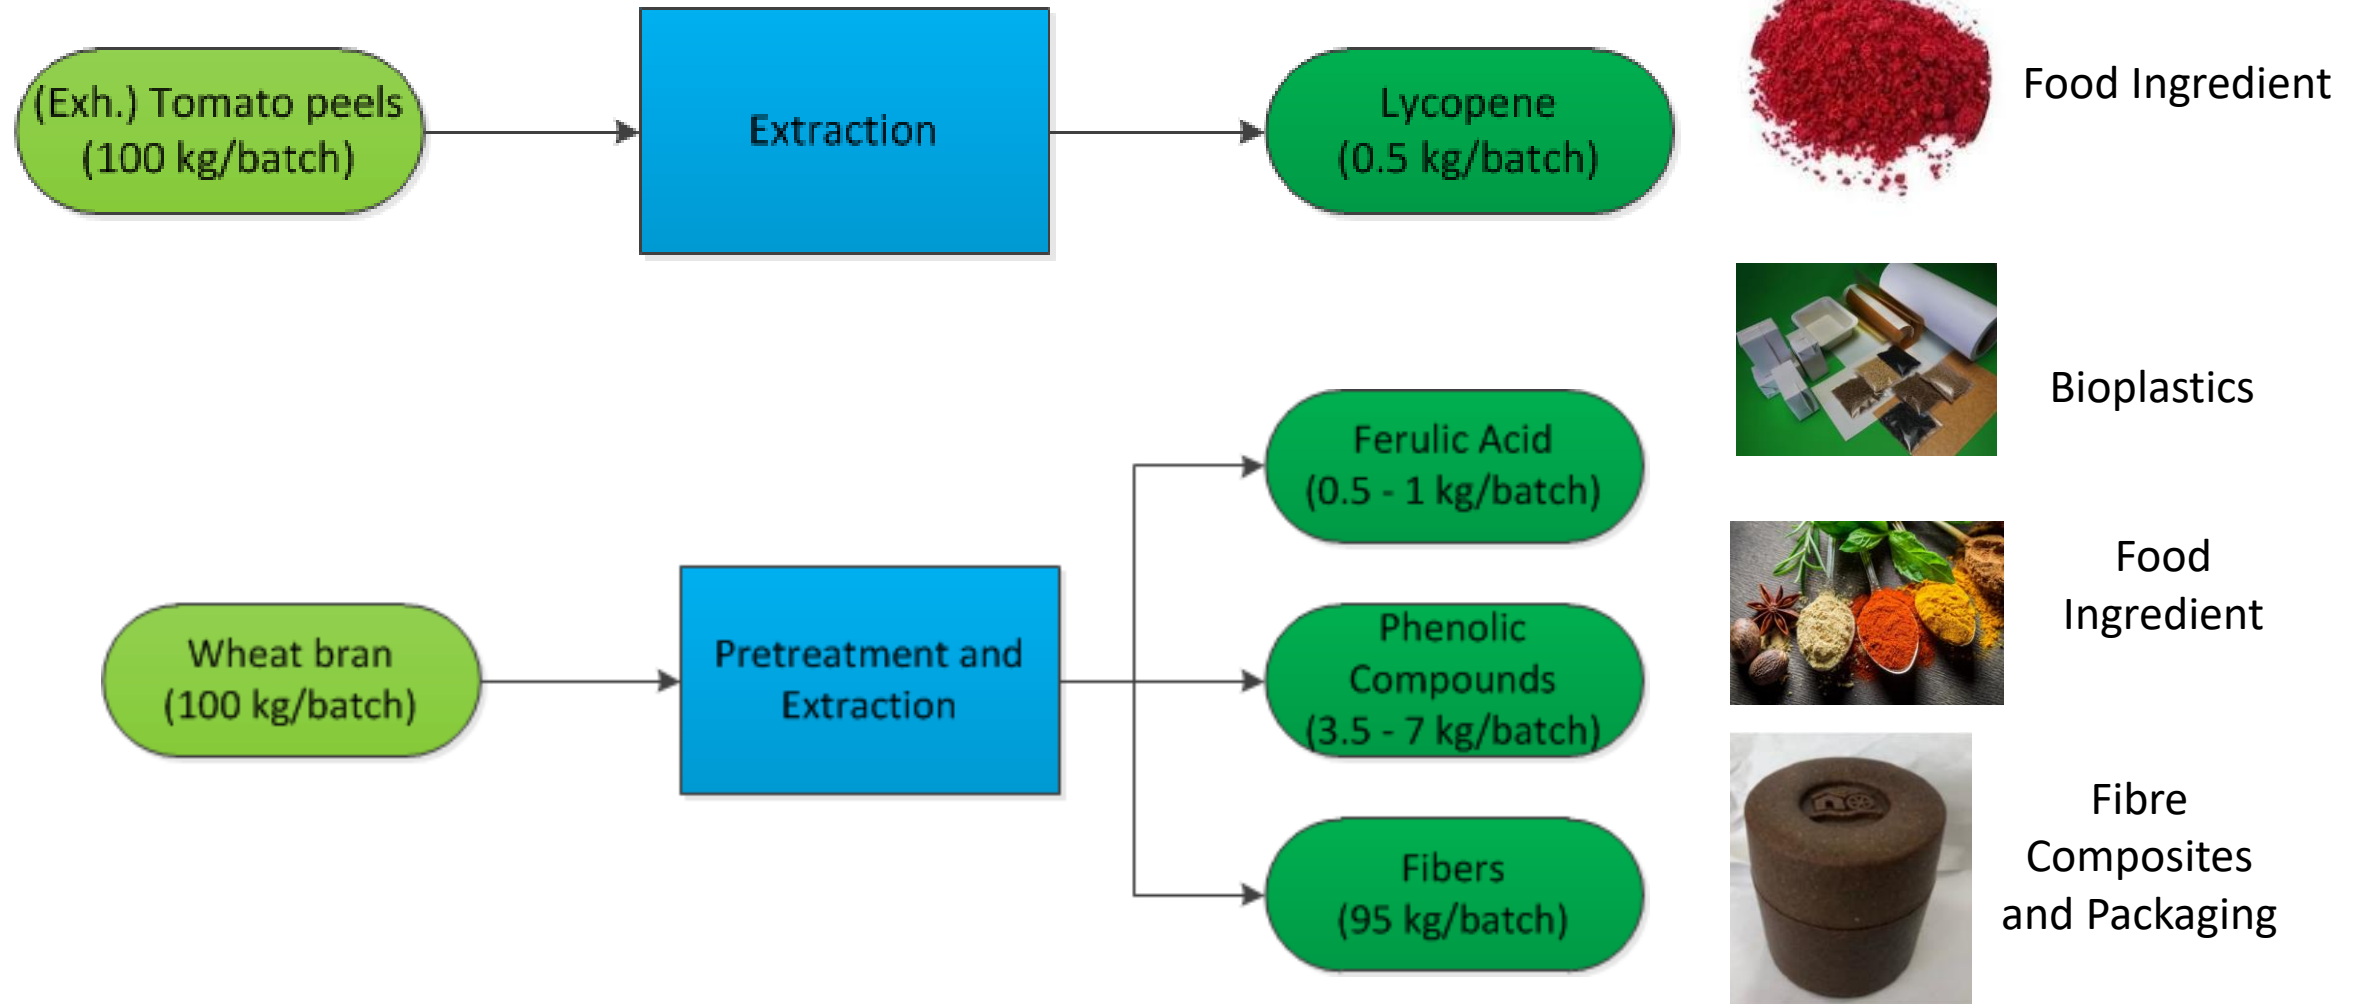 (Exh.) Tomato peels
(100 kg/batch)
Extraction
Lycopene
(0.5 kg/batch)
Food Ingredient
Bioplastics
Ferulic Acid
(0.5 - 1 kg/batch)
Food
Ingredient
Wheat bran
(100 kg/batch)
Pretreatment and
Extraction
Phenolic
Compounds
(3.5 - 7 kg/batch)
Fibers
(95 kg/batch)
Fibre
Composites
and Packaging